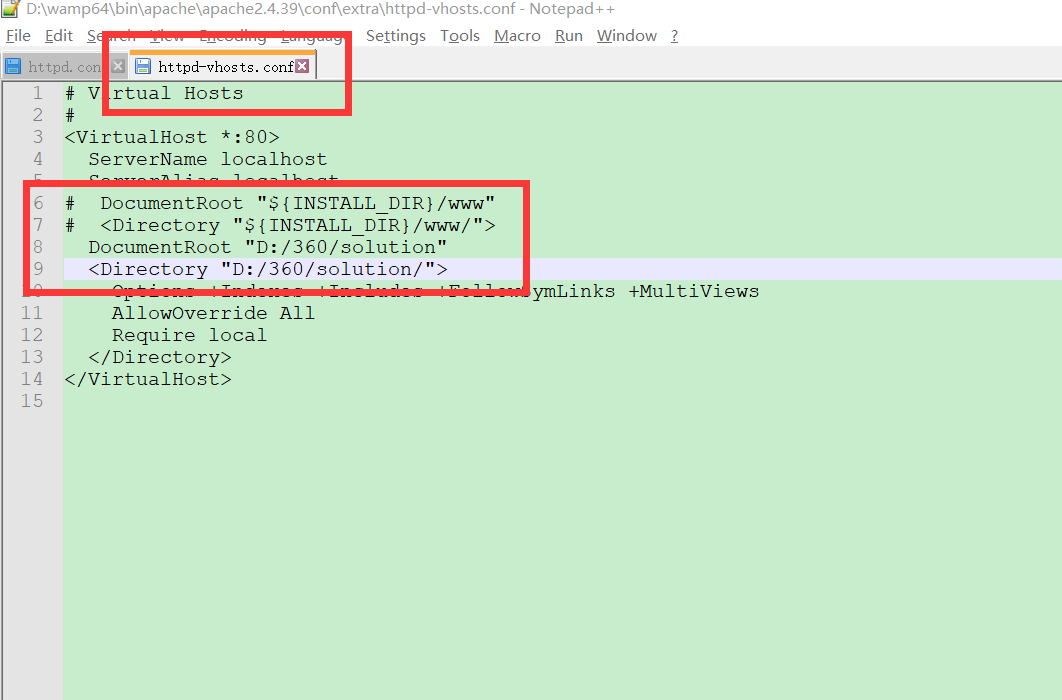 D:\wamp64\bin\apache\apache2.4.39\conf\extra\httpd-vhosts.conf - Notepad++
File Edit Search View Encoding Language Settings Tools Macro Run Window ?
httpd.con httpd-vhosts.conf
1 # Virtual Hosts
2 #
3 <VirtualHost *:80>
4 ServerName localhost
5 ServerAlias localhost
6 # DocumentRoot "${INSTALL_DIR}/www"
7 # <Directory "${INSTALL_DIR}/www/">
8 DocumentRoot "D:/360/solution"
9 <Directory "D:/360/solution/">
10 Options +Indexes +Includes +FollowSymLinks +MultiViews
11 AllowOverride All
12 Require local
13 </Directory>
14 </VirtualHost>
15